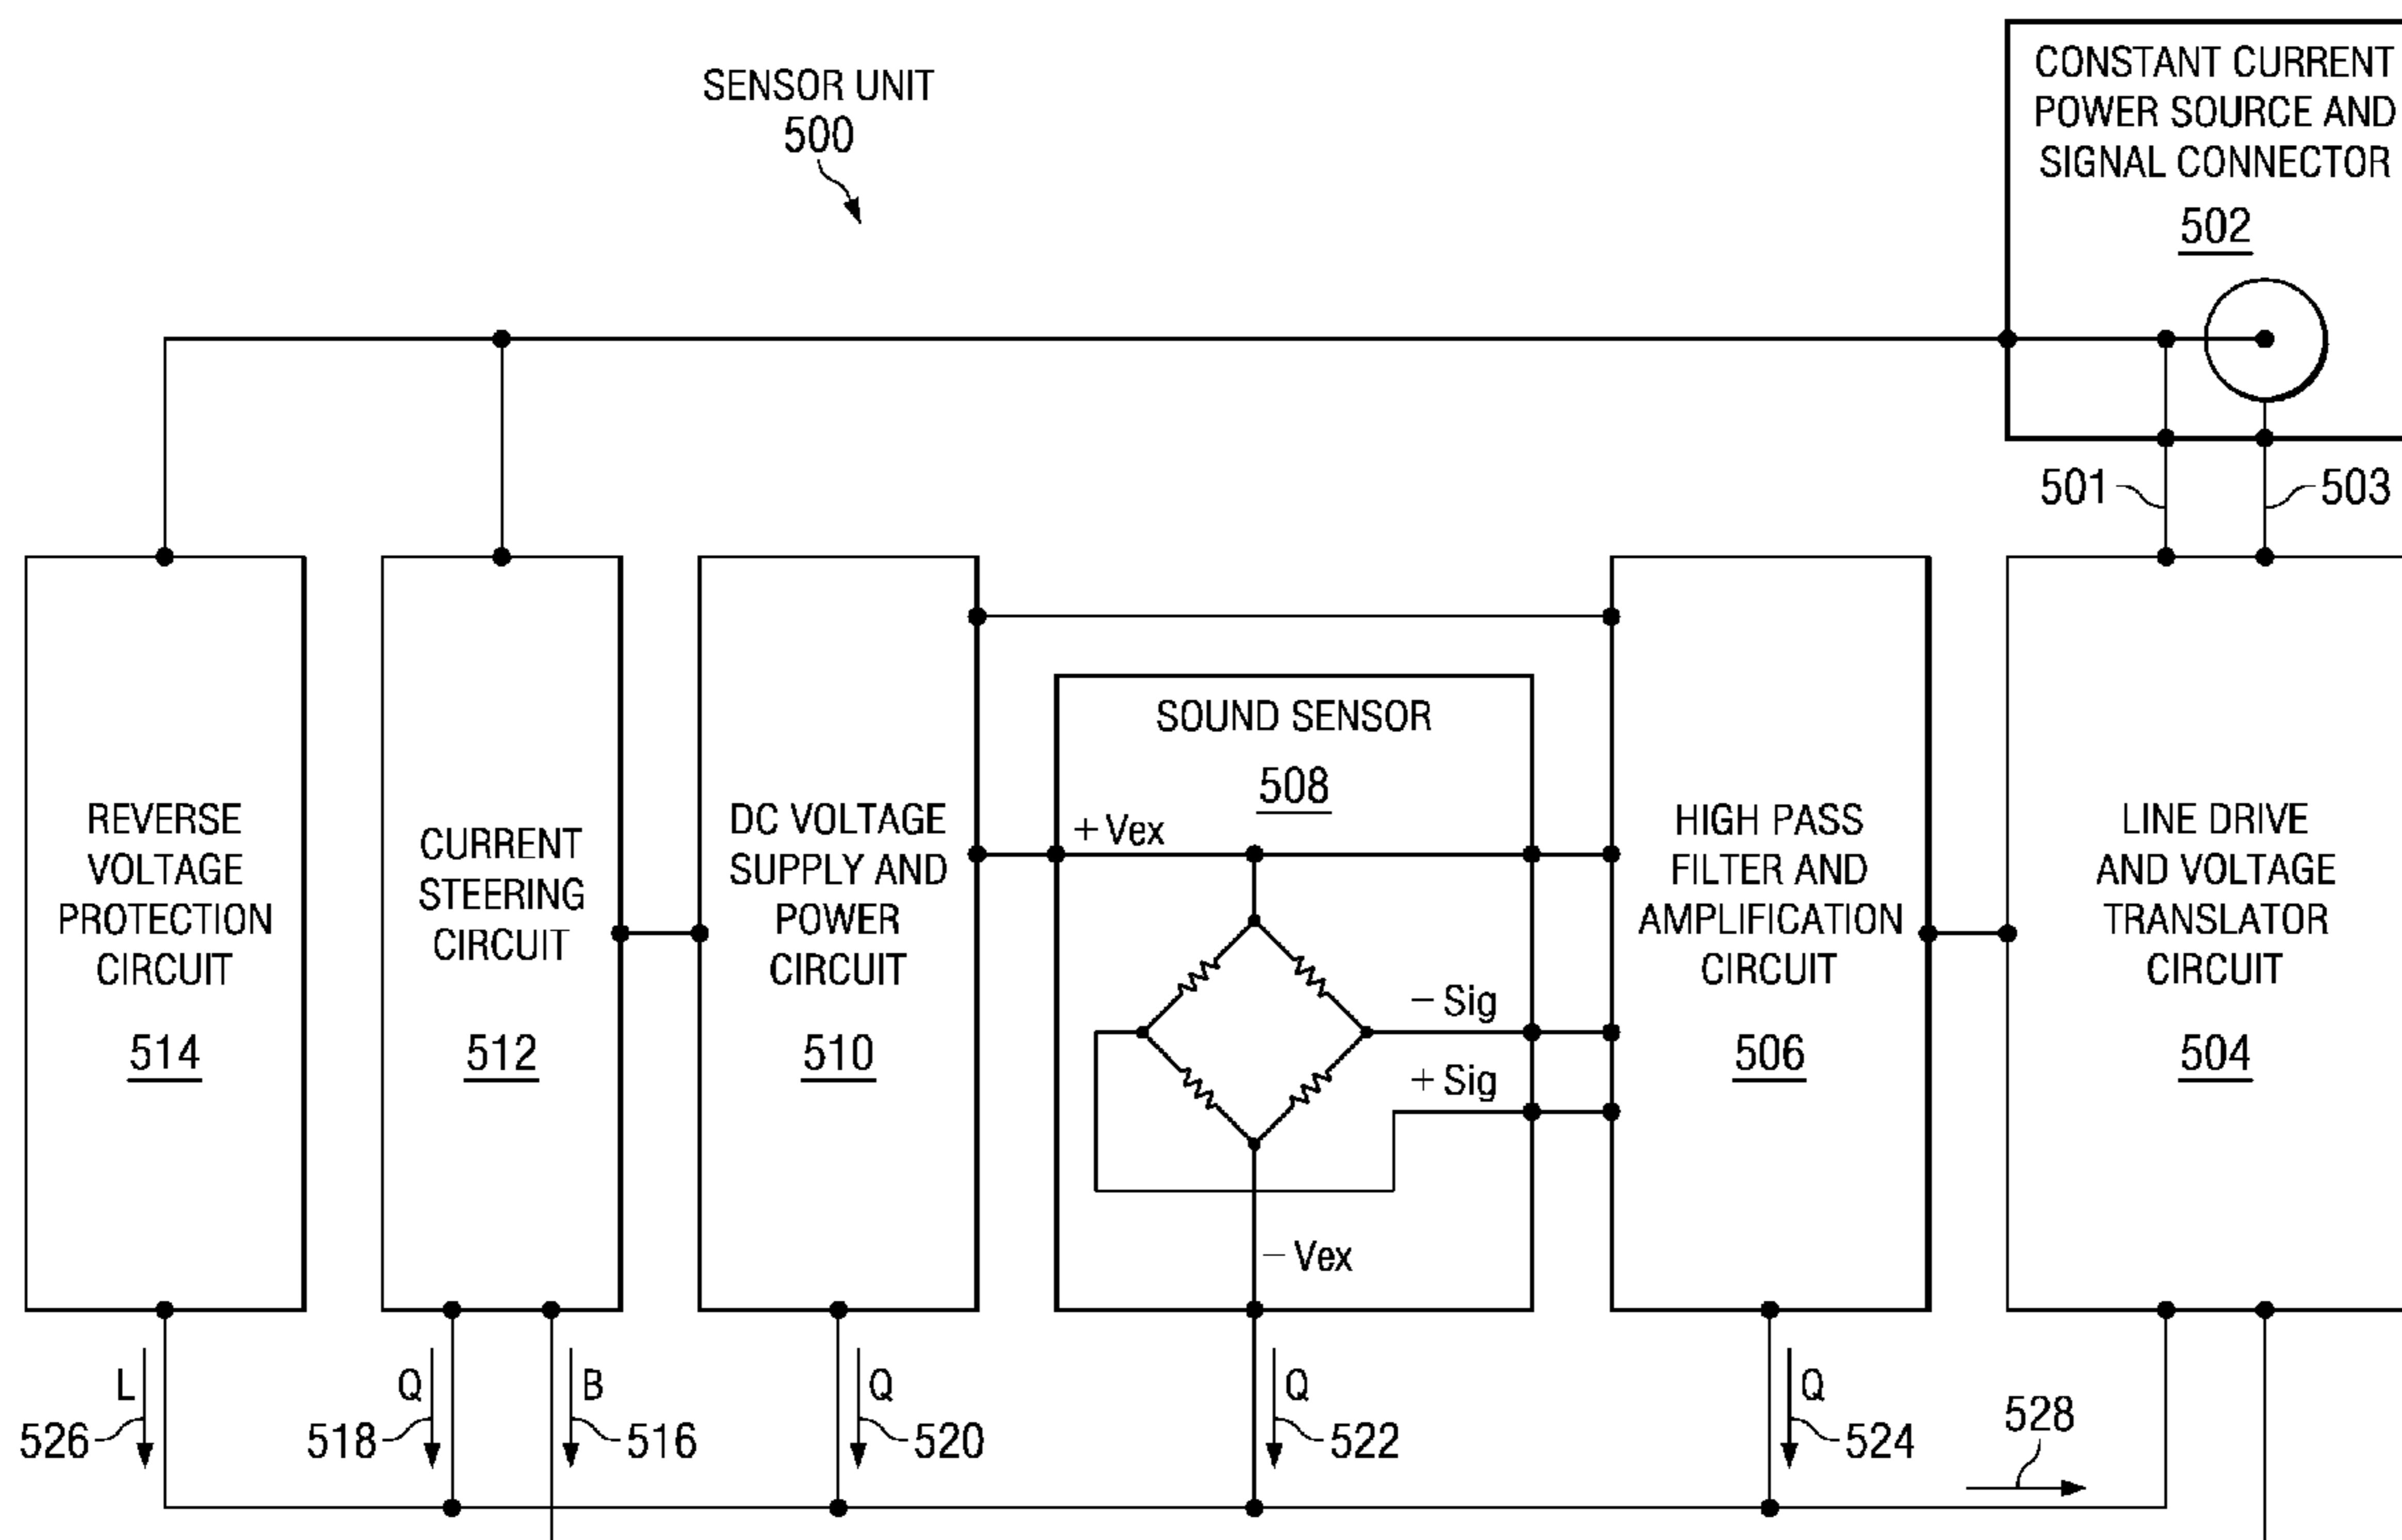 SENSOR UNIT
500
CONSTANT CURRENT
POWER SOURCE AND
SIGNAL CONNECTOR
502
501
503
REVERSE
VOLTAGE
PROTECTION
CIRCUIT
514
CURRENT
STEERING
CIRCUIT
512
DC VOLTAGE
SUPPLY AND
POWER
CIRCUIT
510
SOUND SENSOR
508
+ Vex
− Sig
+ Sig
− Vex
HIGH PASS
FILTER AND
AMPLIFICATION
CIRCUIT
506
LINE DRIVE
AND VOLTAGE
TRANSLATOR
CIRCUIT
504
L
526
Q
518
B
516
Q
520
Q
522
Q
524
528